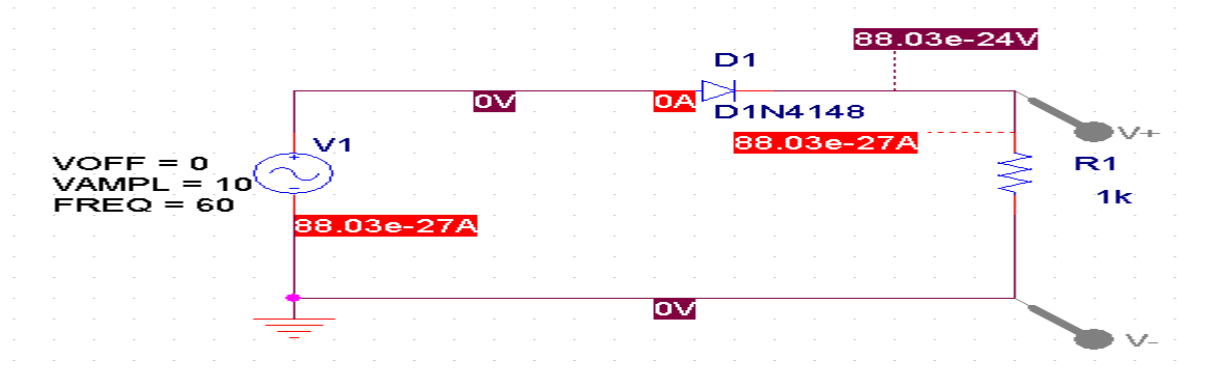 88.03e-24V
D1
0V
0A
D1N4148
88.03e-27A
V+
V1
VOFF = 0
VAMPL = 10
FREQ = 60
R1
1k
88.03e-27A
0V
V-